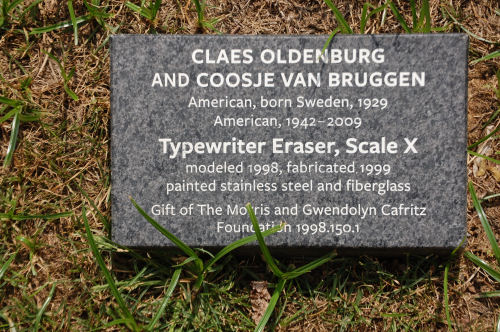 CLAES OLDENBURG
AND COOSJE VAN BRUGGEN
American, born Sweden, 1929
American, 1942–2009
Typewriter Eraser, Scale X
modeled 1998, fabricated 1999
painted stainless steel and fiberglass
Gift of The Morris and Gwendolyn Cafritz
Foundation 1998.150.1